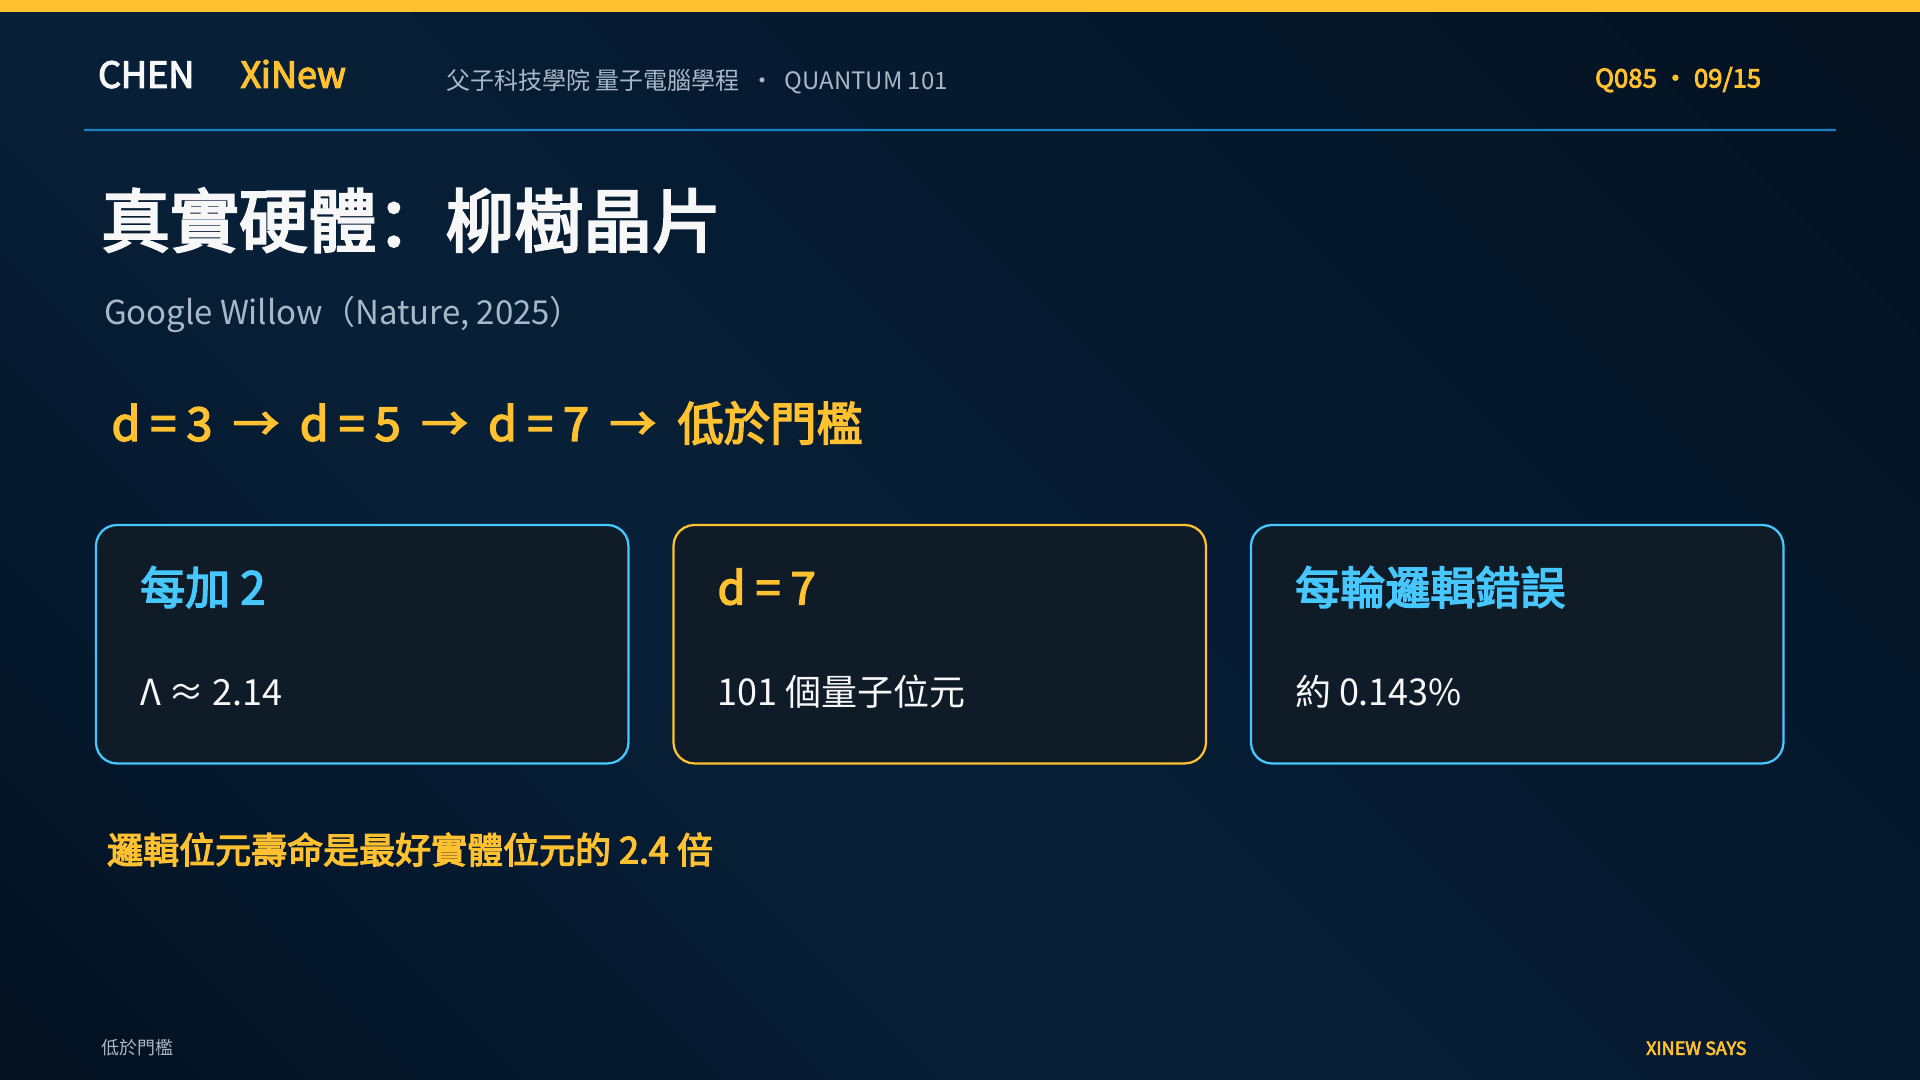 CHEN XiNew 父子科技學院 量子電腦學程 · QUANTUM 101 Q085 · 09/15
真實硬體：柳樹晶片
Google Willow（Nature, 2025）
d = 3 → d = 5 → d = 7 → 低於門檻
每加 2
Λ ≈ 2.14
d = 7
101 個量子位元
每輪邏輯錯誤
約 0.143%
邏輯位元壽命是最好實體位元的 2.4 倍
低於門檻
XINEW SAYS